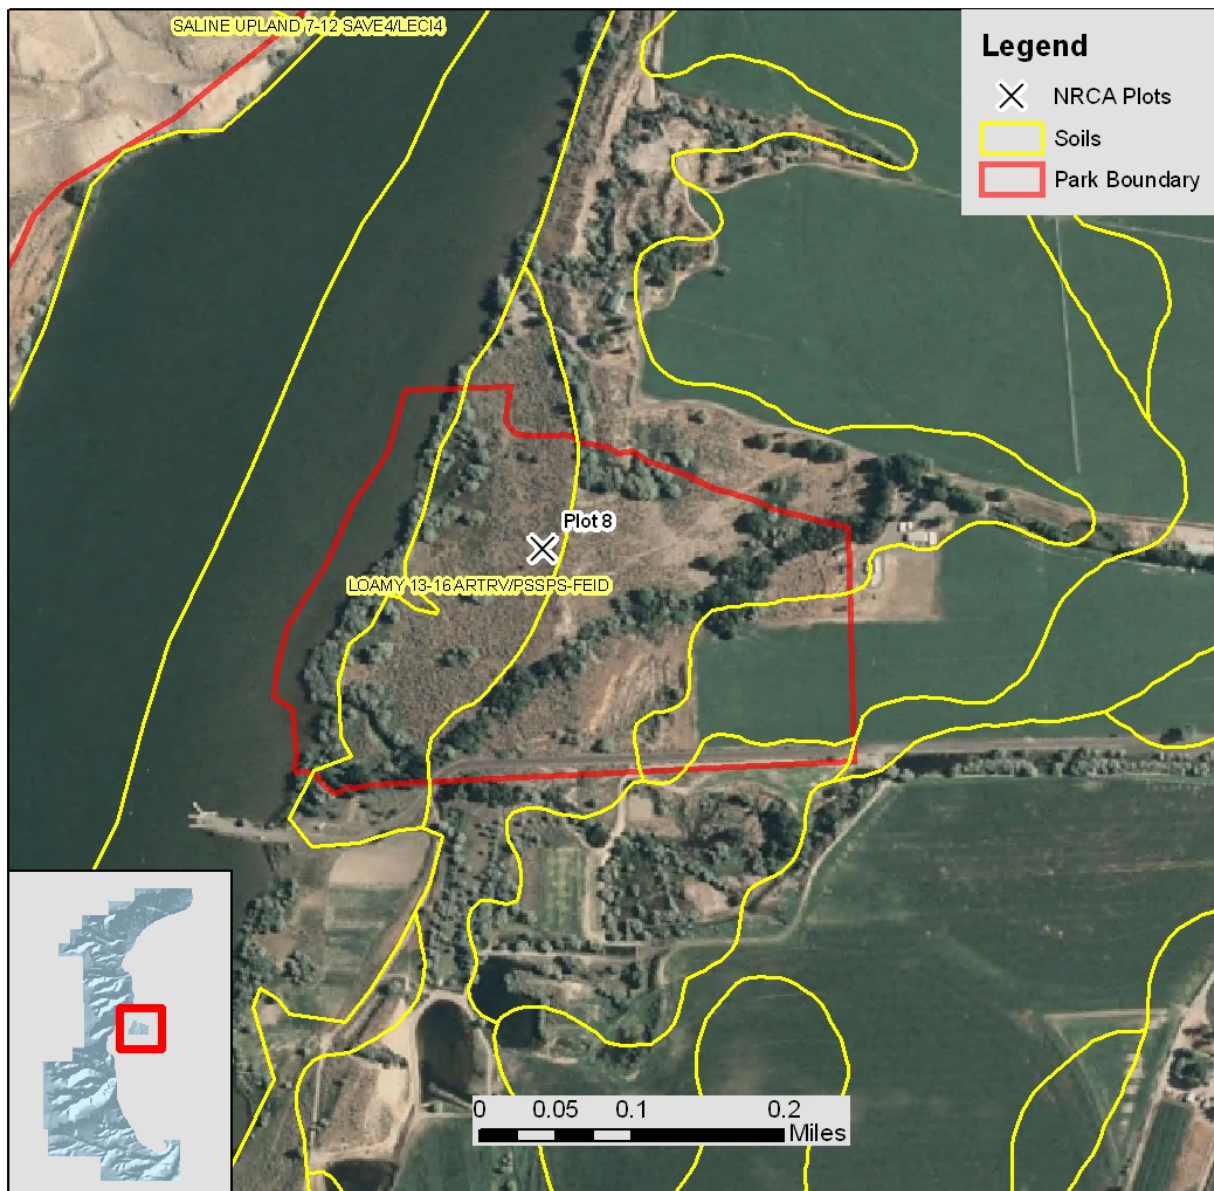 SALINE UPLAND 7-12 SAVE4/LECI4
Legend
NRCA Plots
Soils
Park Boundary
Plot 8
LOAMY 13-16 ARTRV/PSSPS-FEID
0 0.05 0.1 0.2
Miles